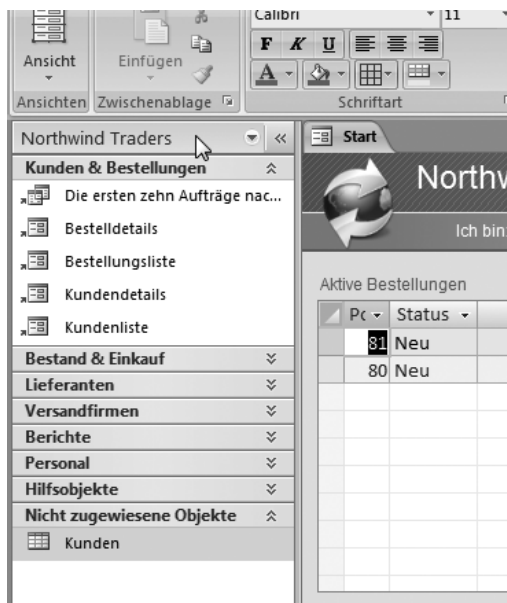 Calibri 11
F K U
A
Ansicht Einfügen
Ansichten Zwischenablage Schriftart
Northwind Traders
Kunden & Bestellungen
Die ersten zehn Aufträge nac...
Bestelldetails
Bestellungsliste
Kundendetails
Kundenliste
Bestand & Einkauf
Lieferanten
Versandfirmen
Berichte
Personal
Hilfsobjekte
Nicht zugewiesene Objekte
Kunden
Start
Northw
Ich bin:
Aktive Bestellungen
Status
81 Neu
80 Neu